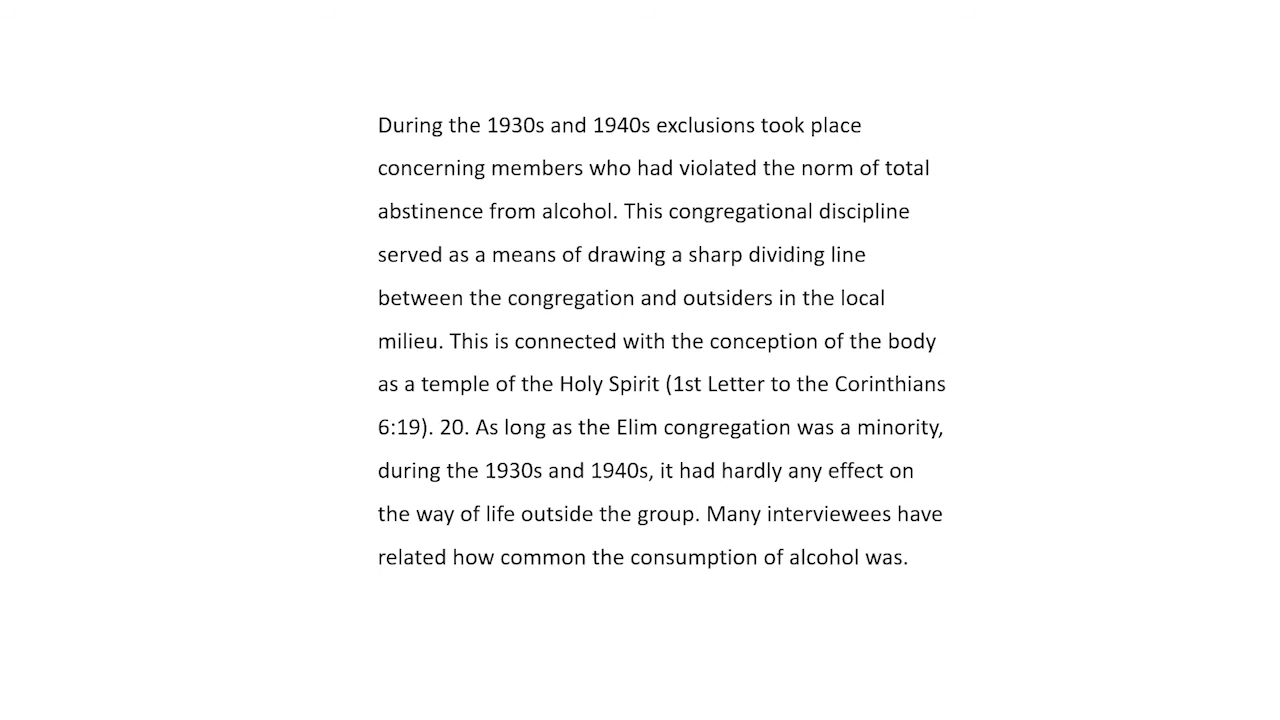 During the 1930s and 1940s exclusions took place
concerning members who had violated the norm of total
abstinence from alcohol. This congregational discipline
served as a means of drawing a sharp dividing line
between the congregation and outsiders in the local
milieu. This is connected with the conception of the body
as a temple of the Holy Spirit (1st Letter to the Corinthians
6:19). 20. As long as the Elim congregation was a minority,
during the 1930s and 1940s, it had hardly any effect on
the way of life outside the group. Many interviewees have
related how common the consumption of alcohol was.